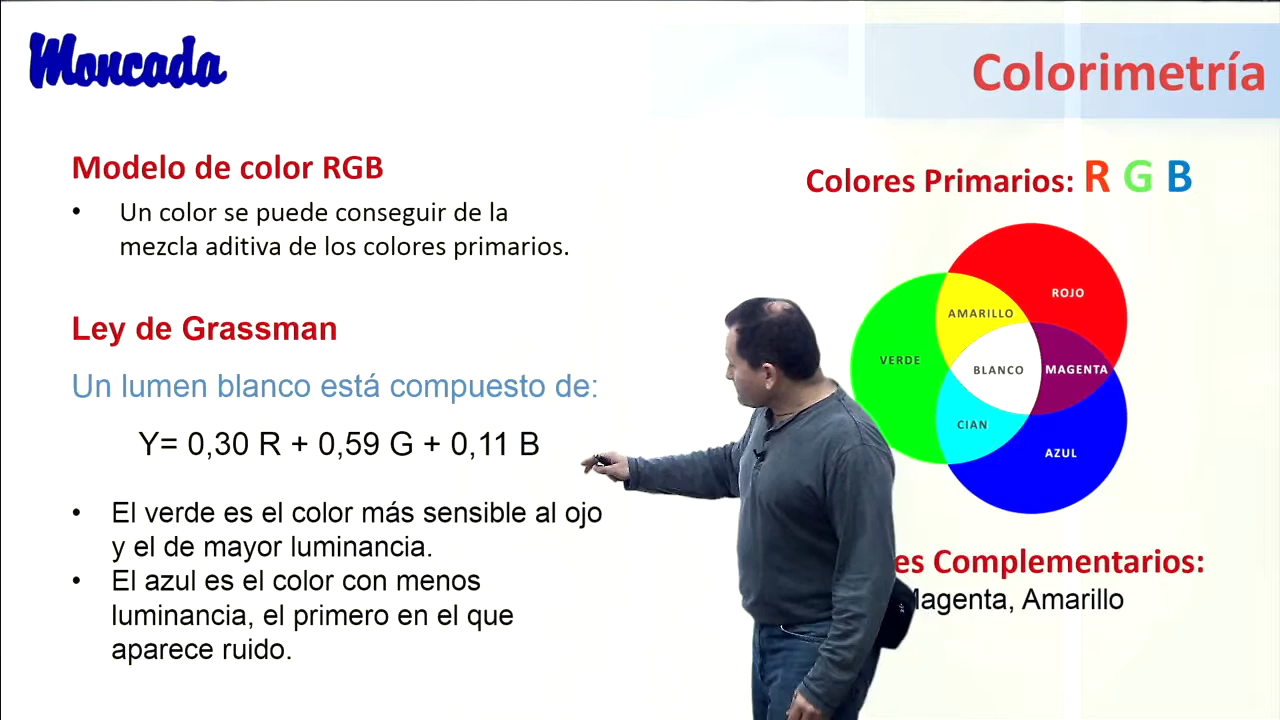 Moncada
Colorimetría
Modelo de color RGB
• Un color se puede conseguir de la
mezcla aditiva de los colores primarios.
Ley de Grassman
Un lumen blanco está compuesto de:
Y= 0,30 R + 0,59 G + 0,11 B
• El verde es el color más sensible al ojo
y el de mayor luminancia.
• El azul es el color con menos
luminancia, el primero en el que
aparece ruido.
Colores Primarios: R G B
ROJO
AMARILLO
VERDE
BLANCO
MAGENTA
CIAN
AZUL
Complementarios:
Magenta, Amarillo